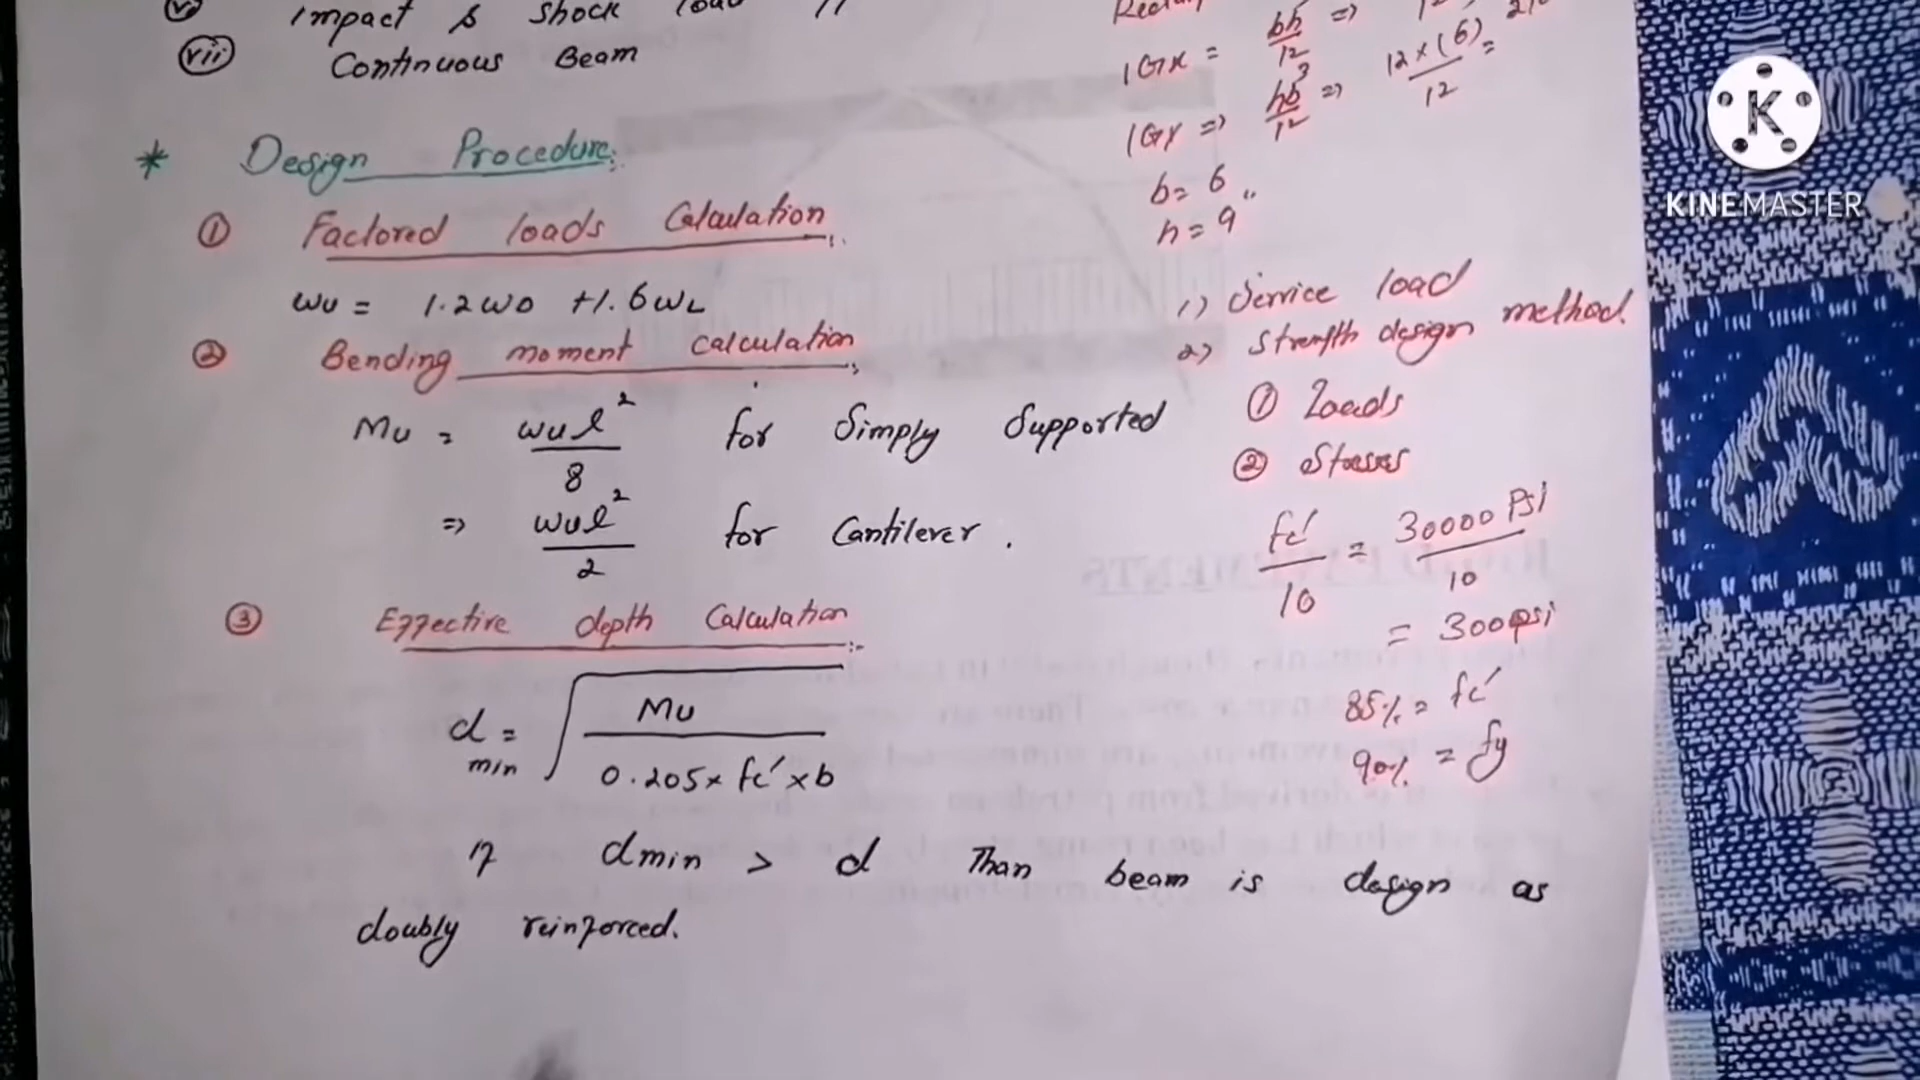 Impact & Shock
(vii) Continuous Beam
* Design Procedure:
① Factored loads Calculation :-
wu = 1.2wD + 1.6wL
② Bending moment calculation :-
Mu = wul²/8 for Simply Supported
=> wul²/2 for Cantilever.
③ Effective depth Calculation :-
dmin = √(Mu / 0.205 x fc' x b)
If dmin > d Than beam is design as
doubly reinforced.
IGx = bh³/12 =>
IGy => hb³/12 => 12 x (6)/12 =
b = 6"
h = 9
1) Service load
2) Strength design method.
① Loads
② Stresses
fc'/10 = 30000 PSI/10
= 300psi
85% = fc'
90% = fy
K
KINEMASTER